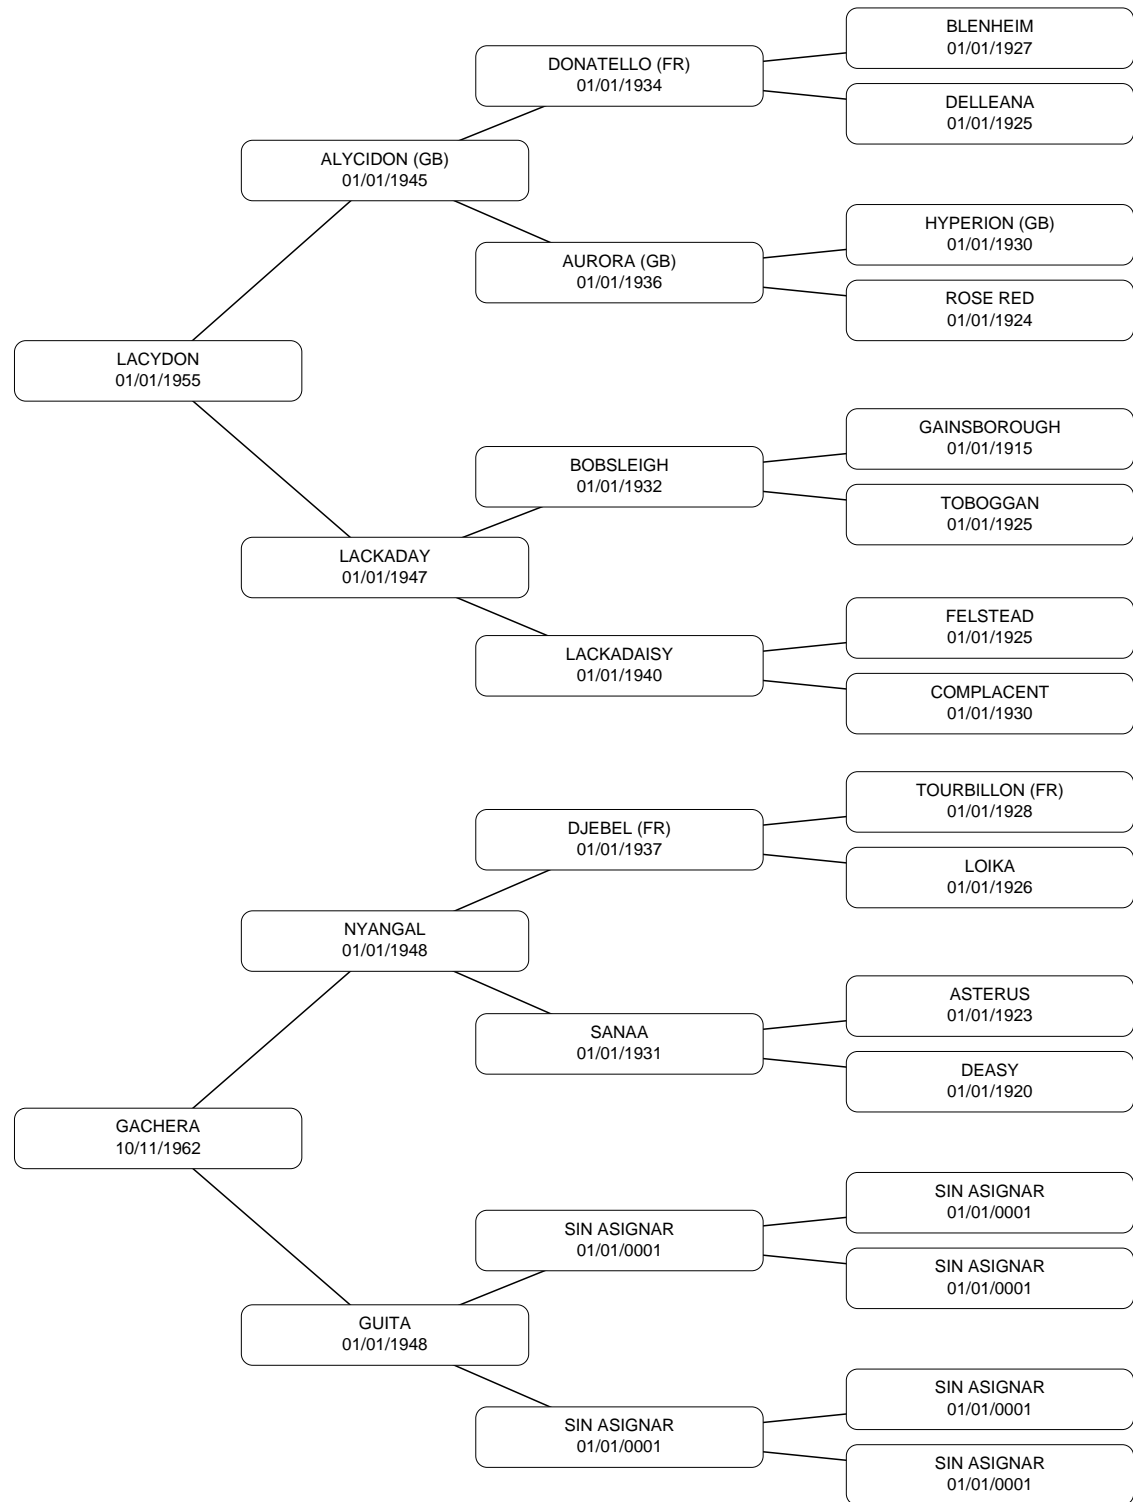 BLENHEIM
01/01/1927
DONATELLO (FR)
01/01/1934
DELLEANA
01/01/1925
ALYCIDON (GB)
01/01/1945
HYPERION (GB)
01/01/1930
AURORA (GB)
01/01/1936
ROSE RED
01/01/1924
LACYDON
01/01/1955
GAINSBOROUGH
01/01/1915
BOBSLEIGH
01/01/1932
TOBOGGAN
01/01/1925
LACKADAY
01/01/1947
FELSTEAD
01/01/1925
LACKADAISY
01/01/1940
COMPLACENT
01/01/1930
TOURBILLON (FR)
01/01/1928
DJEBEL (FR)
01/01/1937
LOIKA
01/01/1926
NYANGAL
01/01/1948
ASTERUS
01/01/1923
SANAA
01/01/1931
DEASY
01/01/1920
GACHERA
10/11/1962
SIN ASIGNAR
01/01/0001
SIN ASIGNAR
01/01/0001
SIN ASIGNAR
01/01/0001
GUITA
01/01/1948
SIN ASIGNAR
01/01/0001
SIN ASIGNAR
01/01/0001
SIN ASIGNAR
01/01/0001